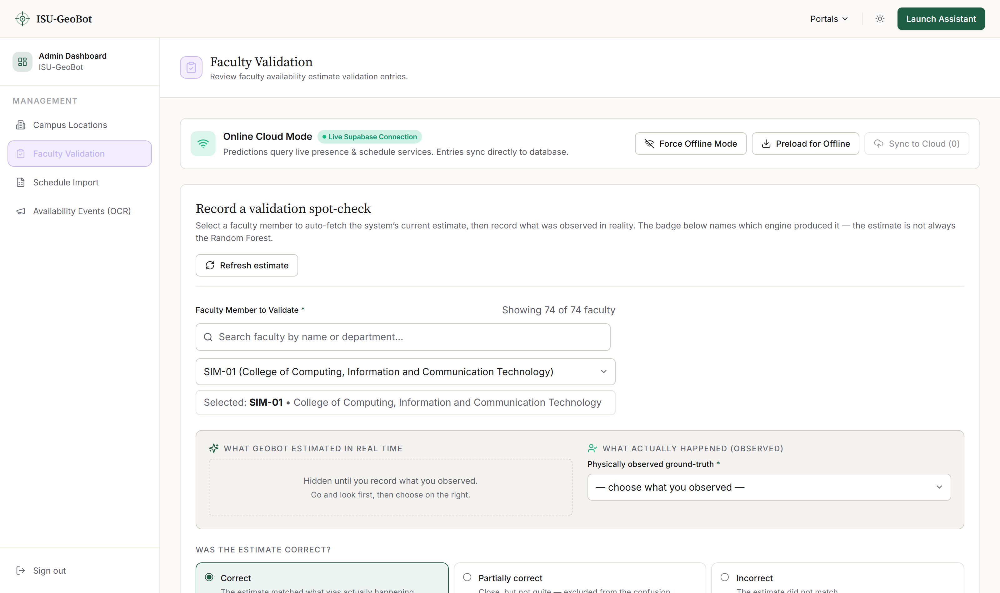 ISU-GeoBot
Portals
Launch Assistant
Admin Dashboard
ISU-GeoBot
MANAGEMENT
Campus Locations
Faculty Validation
Schedule Import
Availability Events (OCR)
Sign out
Faculty Validation
Review faculty availability estimate validation entries.
Online Cloud Mode
Live Supabase Connection
Predictions query live presence & schedule services. Entries sync directly to database.
Force Offline Mode
Preload for Offline
Sync to Cloud (0)
Record a validation spot-check
Select a faculty member to auto-fetch the system’s current estimate, then record what was observed in reality. The badge below names which engine produced it — the estimate is not always
the Random Forest.
Refresh estimate
Faculty Member to Validate *
Showing 74 of 74 faculty
Search faculty by name or department...
SIM-01 (College of Computing, Information and Communication Technology)
Selected: SIM-01 • College of Computing, Information and Communication Technology
WHAT GEOBOT ESTIMATED IN REAL TIME
Hidden until you record what you observed.
Go and look first, then choose on the right.
WHAT ACTUALLY HAPPENED (OBSERVED)
Physically observed ground-truth *
— choose what you observed —
WAS THE ESTIMATE CORRECT?
Correct
The estimate matched what was actually happening
Partially correct
Close, but not quite — excluded from the confusion
Incorrect
The estimate did not match